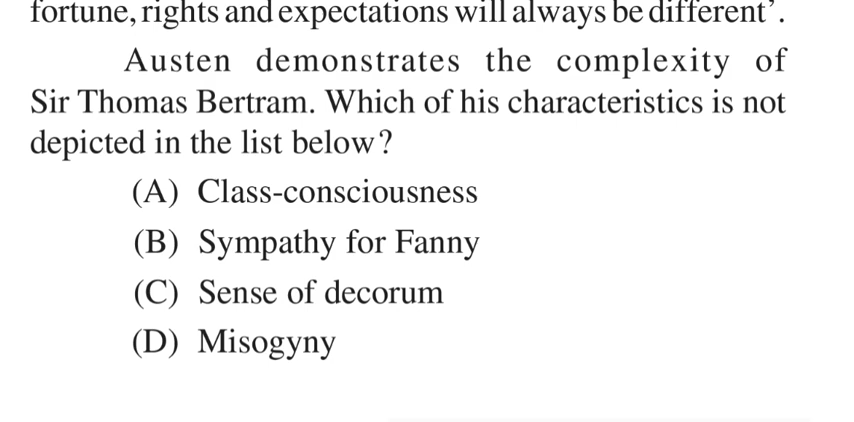 fortune, rights and expectations will always be different’.
Austen demonstrates the complexity of
Sir Thomas Bertram. Which of his characteristics is not
depicted in the list below?
(A) Class-consciousness
(B) Sympathy for Fanny
(C) Sense of decorum
(D) Misogyny